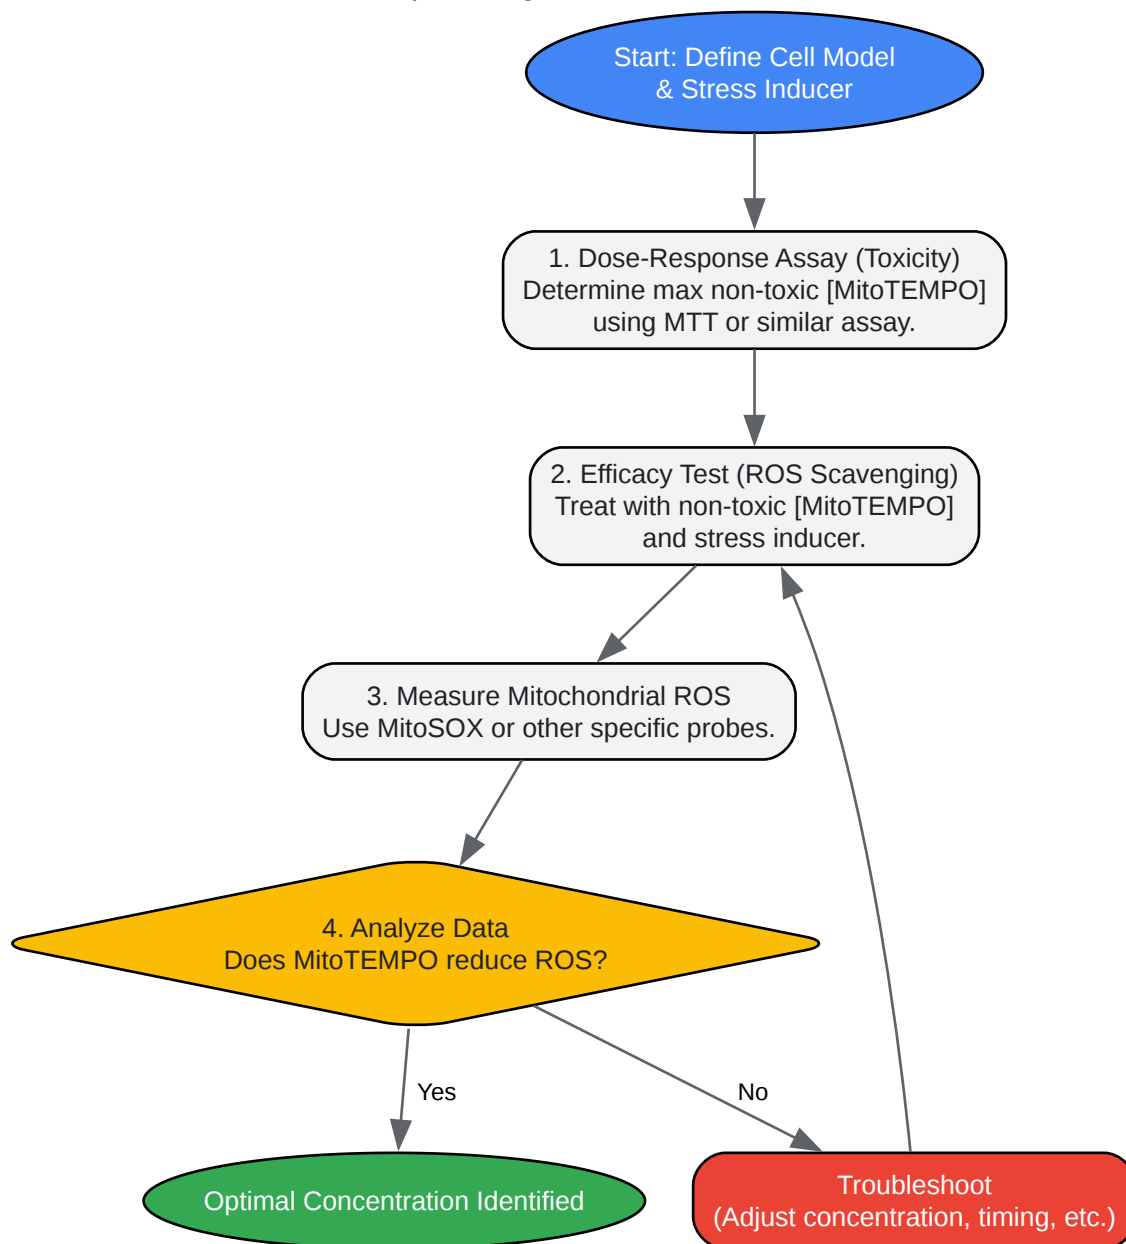 Start: Define Cell Model
& Stress Inducer
1. Dose-Response Assay (Toxicity)
Determine max non-toxic [MitoTEMPO]
using MTT or similar assay.
2. Efficacy Test (ROS Scavenging)
Treat with non-toxic [MitoTEMPO]
and stress inducer.
3. Measure Mitochondrial ROS
Use MitoSOX or other specific probes.
4. Analyze Data
Does MitoTEMPO reduce ROS?
Yes
No
Optimal Concentration Identified
Troubleshoot
(Adjust concentration, timing, etc.)